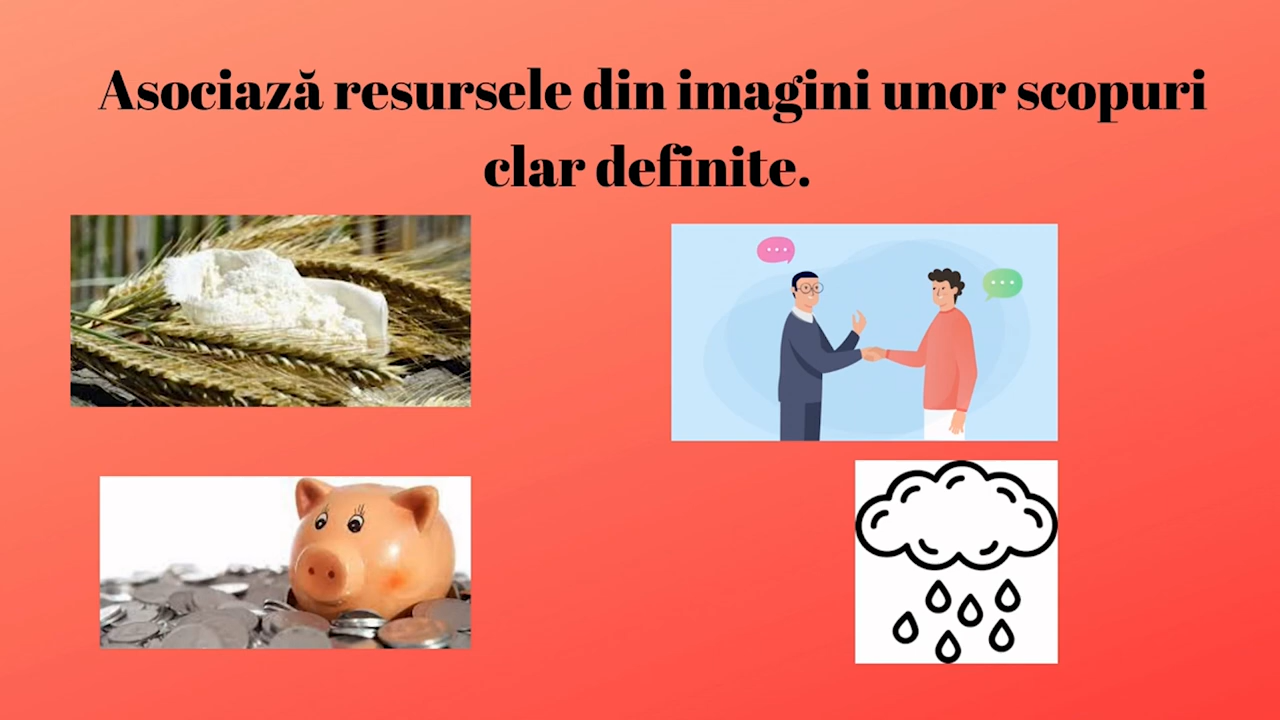 Asociază resursele din imagini unor scopuri
clar definite.